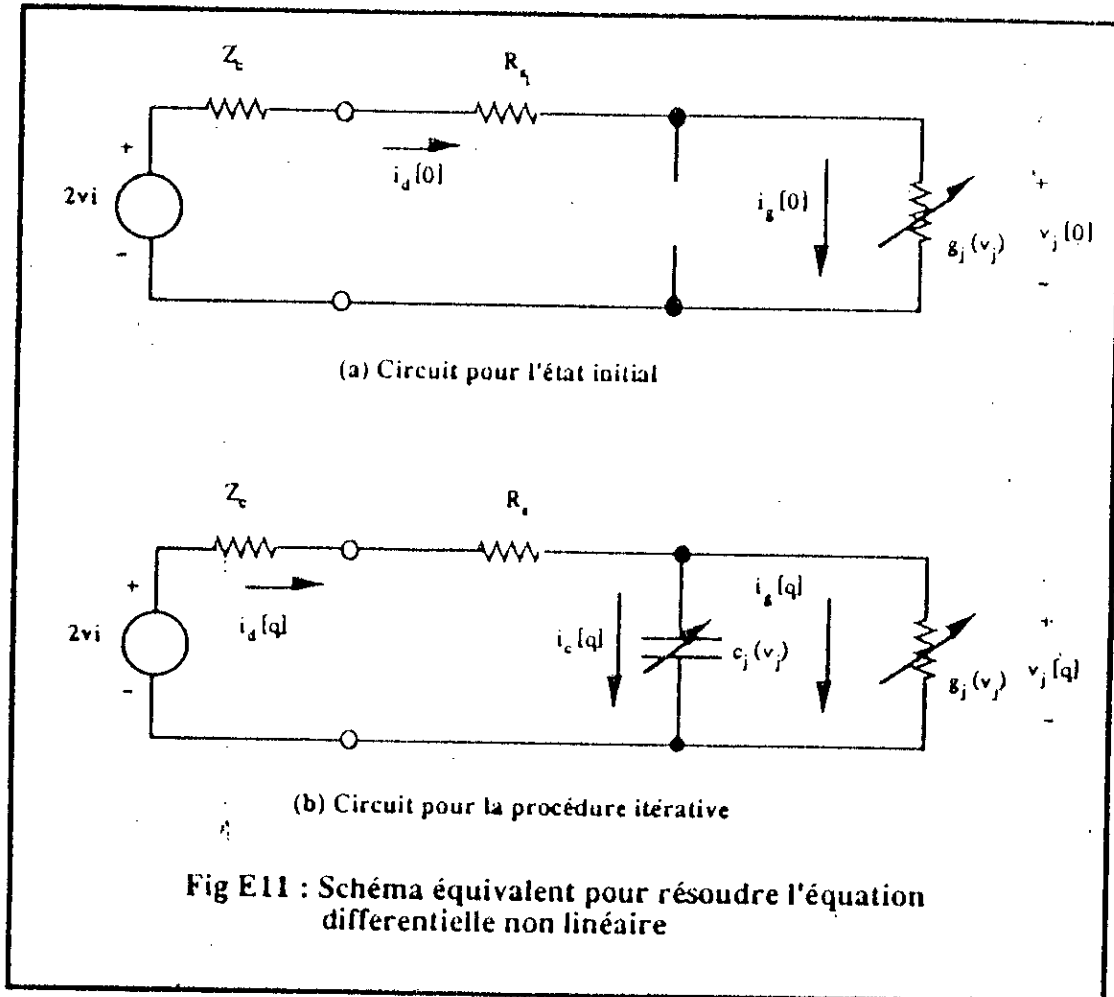 Z_c R_s
+
2vi
-
i_d [0]
i_g [0]
g_j (v_j)
+
v_j [0]
-
(a) Circuit pour l'état initial
Z_c R_s
+
2vi
-
i_d [q]
i_c [q]
c_j (v_j)
i_g [q]
g_j (v_j)
+
v_j [q]
-
(b) Circuit pour la procédure itérative
Fig E11 : Schéma équivalent pour résoudre l'équation
differentielle non linéaire